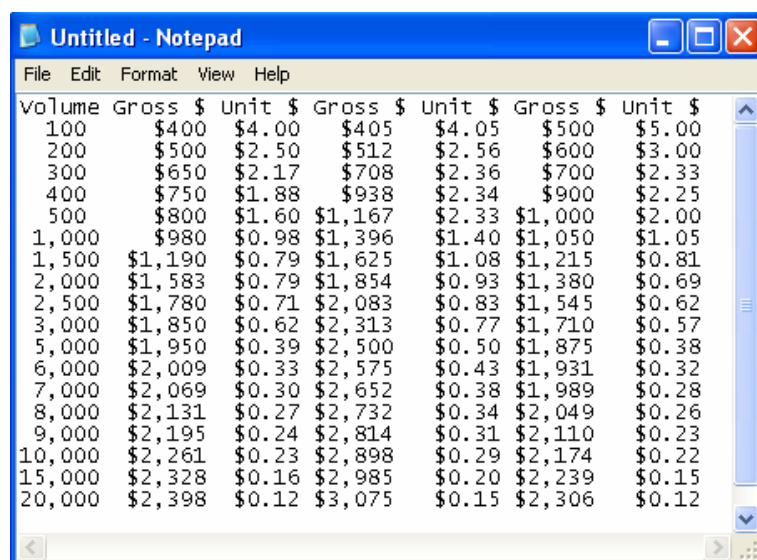 Untitled - Notepad
File Edit Format View Help
Volume Gross $ Unit $ Gross $ Unit $ Gross $ Unit $
100 $400 $4.00 $405 $4.05 $500 $5.00
200 $500 $2.50 $512 $2.56 $600 $3.00
300 $650 $2.17 $708 $2.36 $700 $2.33
400 $750 $1.88 $938 $2.34 $900 $2.25
500 $800 $1.60 $1,167 $2.33 $1,000 $2.00
1,000 $980 $0.98 $1,396 $1.40 $1,050 $1.05
1,500 $1,190 $0.79 $1,625 $1.08 $1,215 $0.81
2,000 $1,583 $0.79 $1,854 $0.93 $1,380 $0.69
2,500 $1,780 $0.71 $2,083 $0.83 $1,545 $0.62
3,000 $1,850 $0.62 $2,313 $0.77 $1,710 $0.57
5,000 $1,950 $0.39 $2,500 $0.50 $1,875 $0.38
6,000 $2,009 $0.33 $2,575 $0.43 $1,931 $0.32
7,000 $2,069 $0.30 $2,652 $0.38 $1,989 $0.28
8,000 $2,131 $0.27 $2,732 $0.34 $2,049 $0.26
9,000 $2,195 $0.24 $2,814 $0.31 $2,110 $0.23
10,000 $2,261 $0.23 $2,898 $0.29 $2,174 $0.22
15,000 $2,328 $0.16 $2,985 $0.20 $2,239 $0.15
20,000 $2,398 $0.12 $3,075 $0.15 $2,306 $0.12